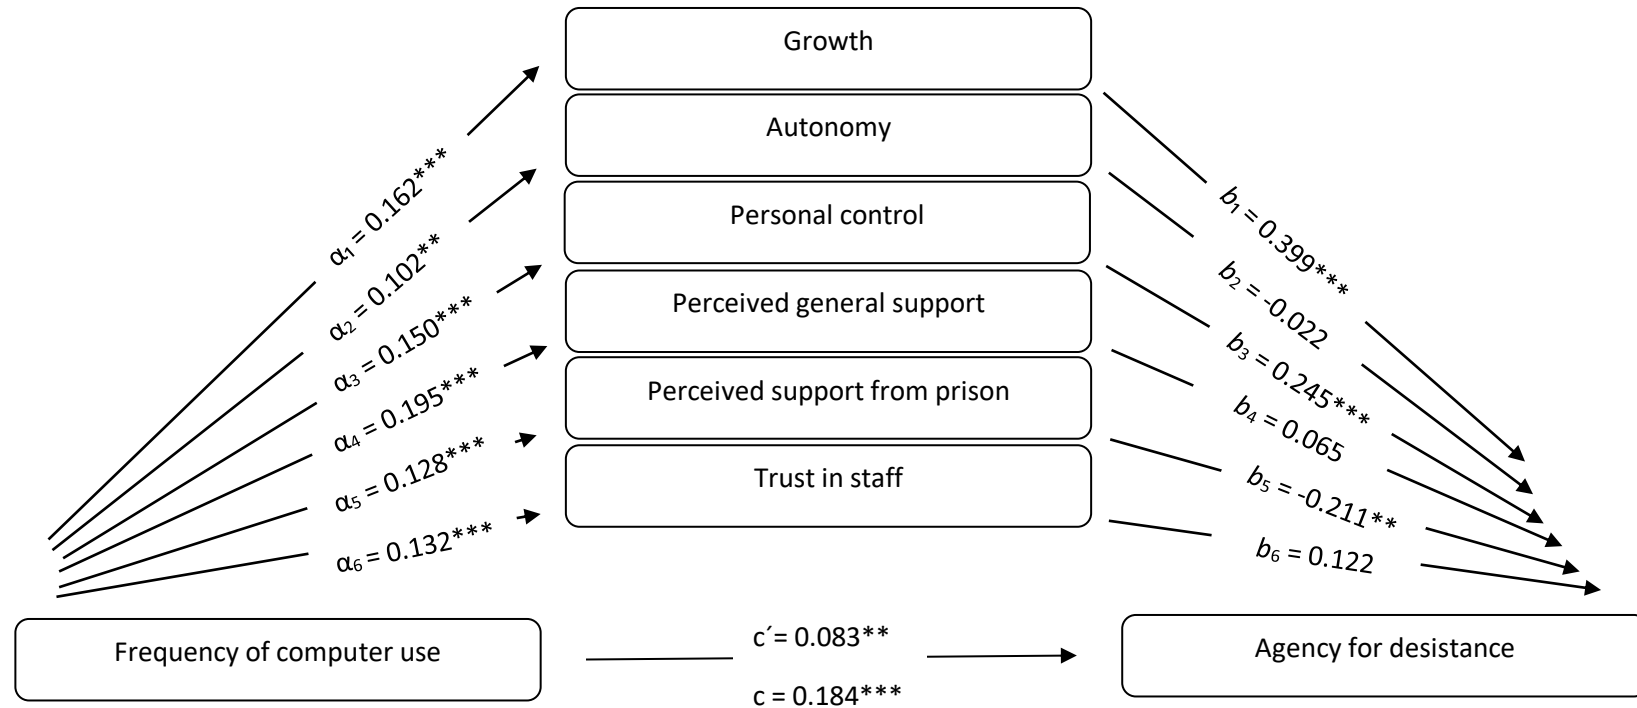 Growth
Autonomy
Personal control
Perceived general support
Perceived support from prison
Trust in staff
α₁ = 0.162***
α₂ = 0.102**
α₃ = 0.150***
α₄ = 0.195***
α₅ = 0.128***
α₆ = 0.132***
b₁ = 0.399***
b₂ = -0.022
b₃ = 0.245***
b₄ = 0.065
b₅ = -0.211**
b₆ = 0.122
Frequency of computer use
c´= 0.083**
c = 0.184***
Agency for desistance